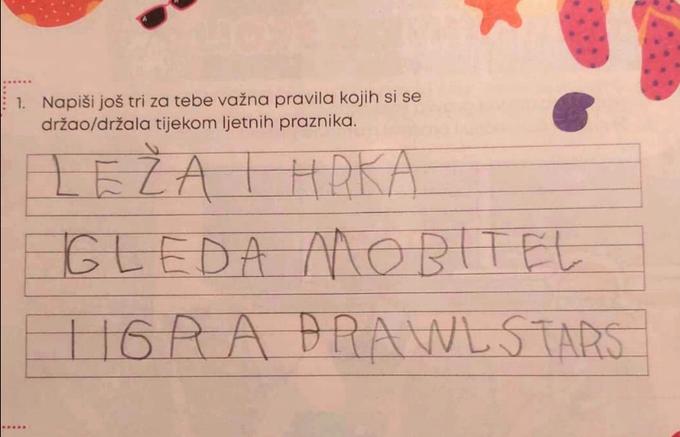 1. Napiši još tri za tebe važna pravila kojih si se
držao/držala tijekom ljetnih praznika.
LEŽA I HRKA
GLEDA MOBITEL
I IGRA BRAWLSTARS